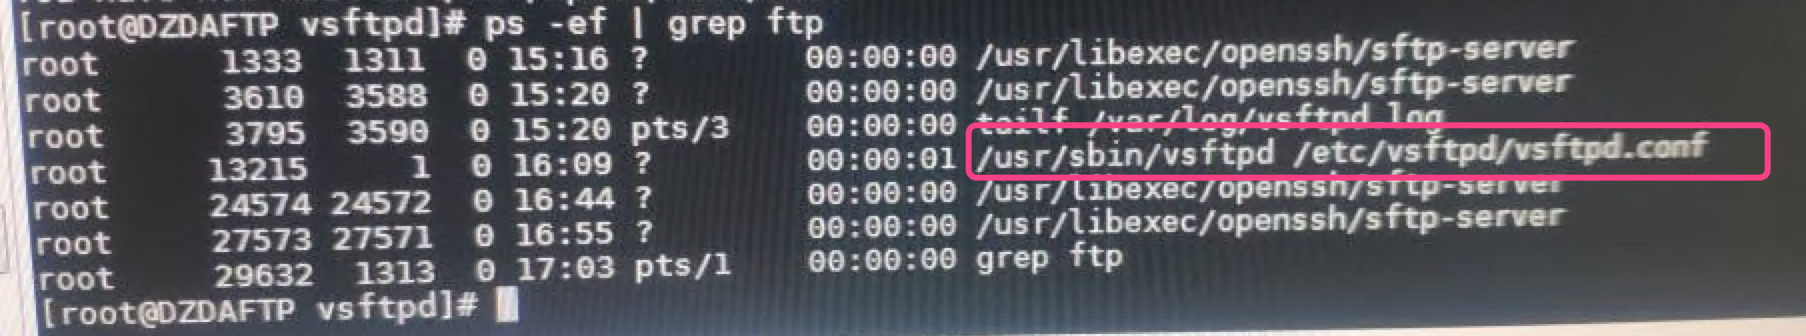 [root@DZDAFTP vsftpd]# ps -ef | grep ftp
root 1333 1311 0 15:16 ? 00:00:00 /usr/libexec/openssh/sftp-server
root 3610 3588 0 15:20 ? 00:00:00 /usr/libexec/openssh/sftp-server
root 3795 3590 0 15:20 pts/3 00:00:00 tailf /var/log/vsftpd.log
root 13215 1 0 16:09 ? 00:00:01 /usr/sbin/vsftpd /etc/vsftpd/vsftpd.conf
root 24574 24572 0 16:44 ? 00:00:00 /usr/libexec/openssh/sftp-server
root 27573 27571 0 16:55 ? 00:00:00 /usr/libexec/openssh/sftp-server
root 29632 1313 0 17:03 pts/1 00:00:00 grep ftp
[root@DZDAFTP vsftpd]#